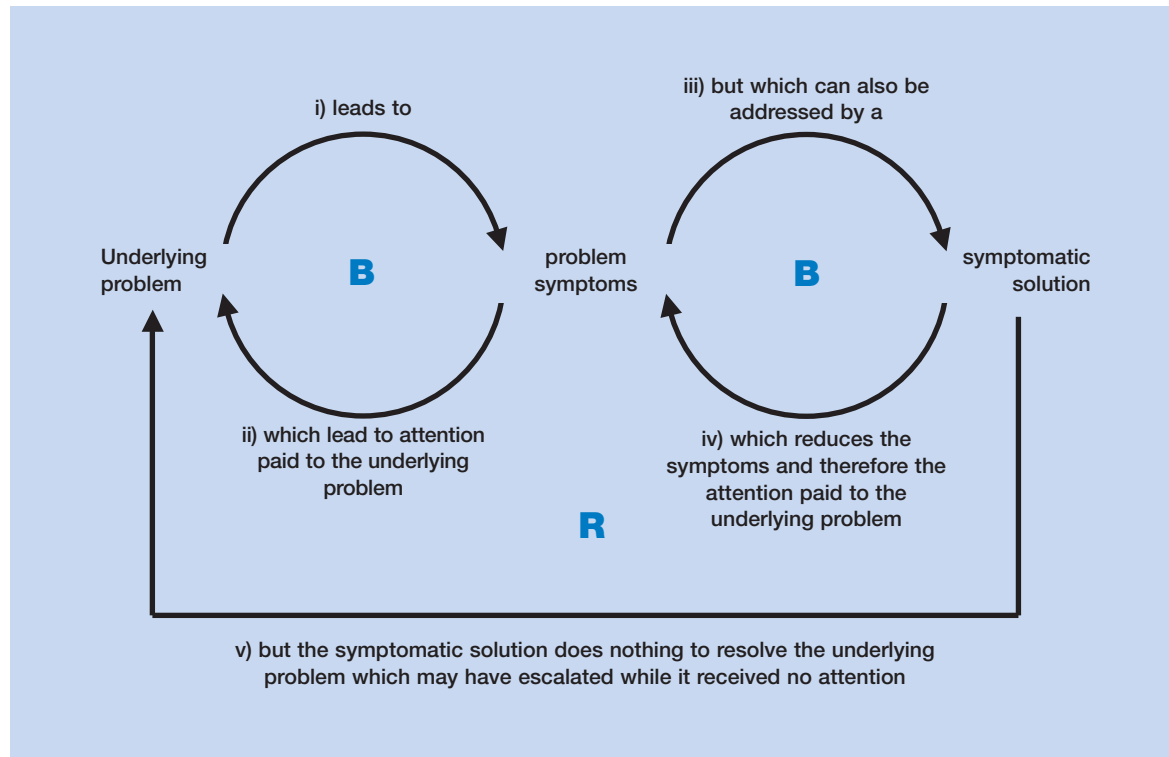 i) leads to
iii) but which can also be
addressed by a
Underlying
problem
B
problem
symptoms
B
symptomatic
solution
ii) which lead to attention
paid to the underlying
problem
iv) which reduces the
symptoms and therefore the
attention paid to the
underlying problem
R
v) but the symptomatic solution does nothing to resolve the underlying
problem which may have escalated while it received no attention